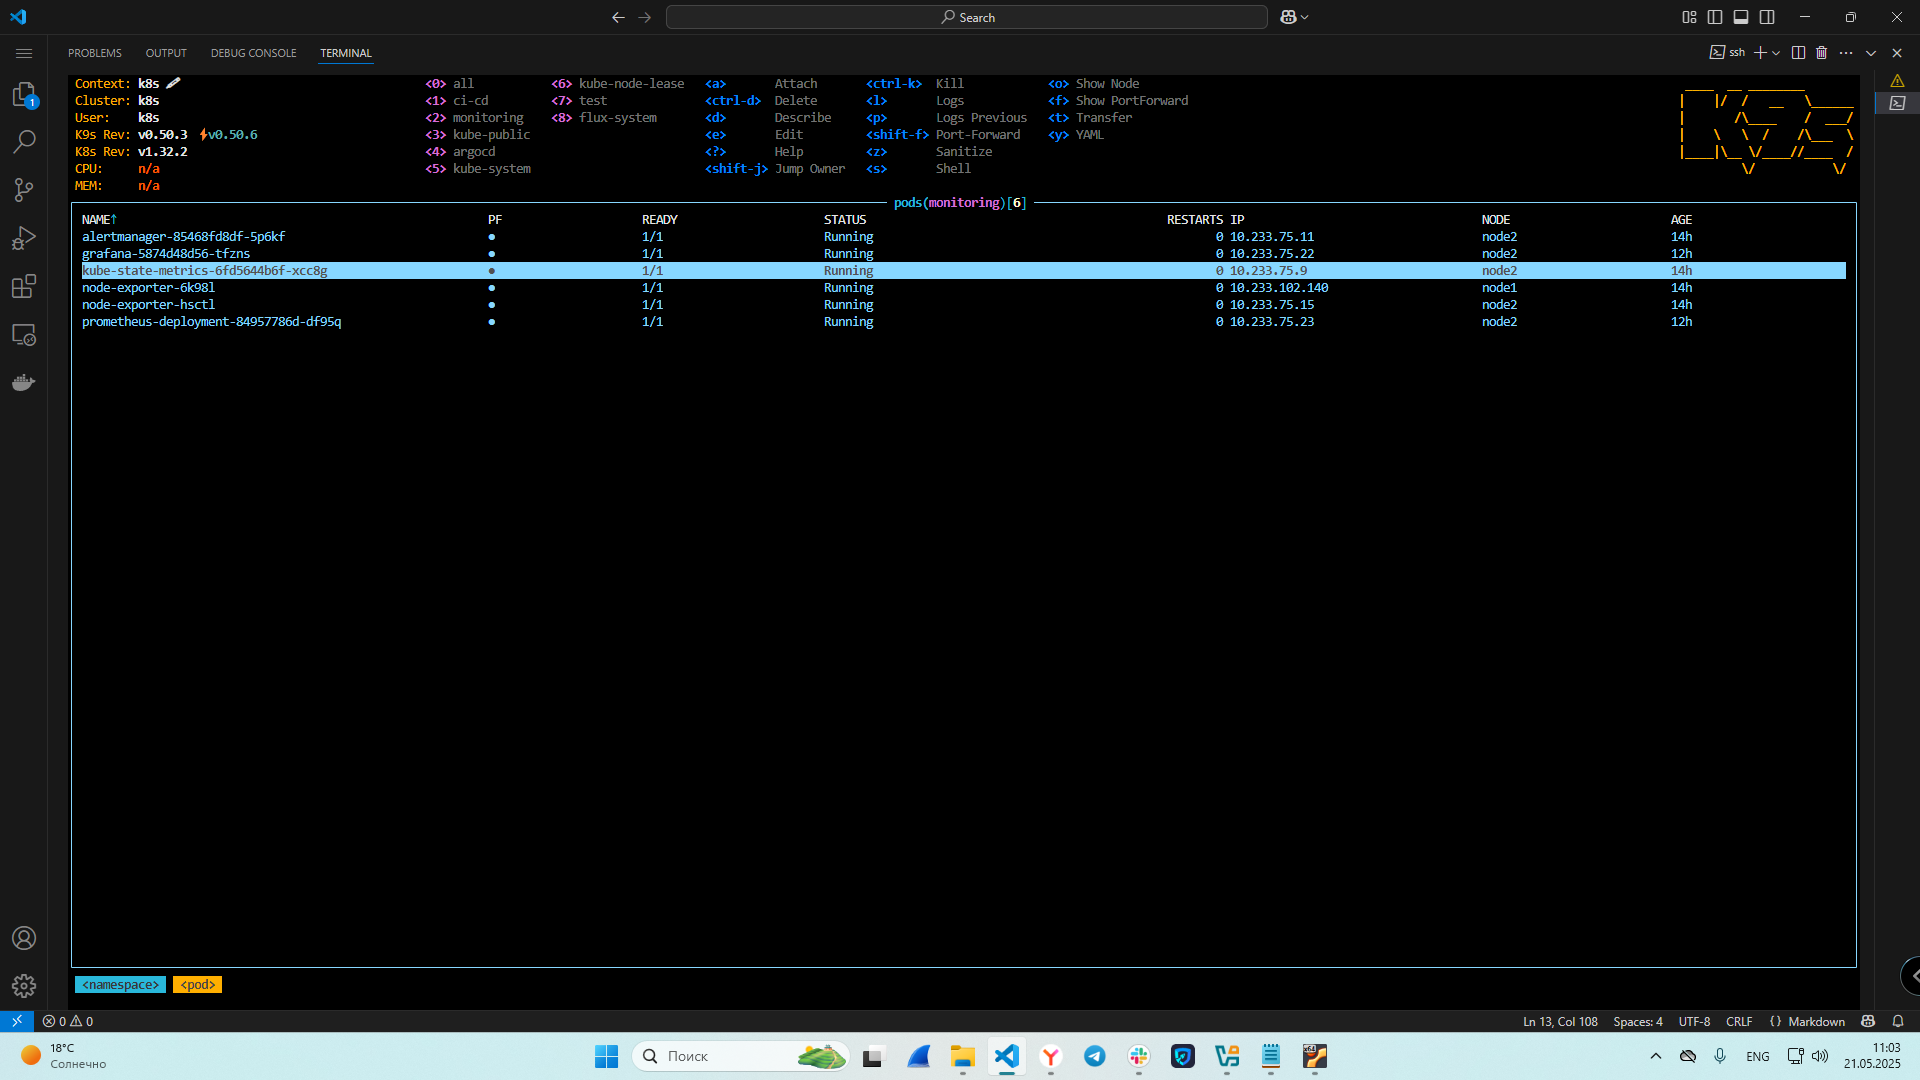 Search
PROBLEMS OUTPUT DEBUG CONSOLE TERMINAL ssh
1
Context: k8s <0> all <6> kube-node-lease <a> Attach <ctrl-k> Kill <o> Show Node
Cluster: k8s <1> ci-cd <7> test <ctrl-d> Delete <l> Logs <f> Show PortForward
User: k8s <2> monitoring <8> flux-system <d> Describe <p> Logs Previous <t> Transfer
K9s Rev: v0.50.3 ⚡v0.50.6 <3> kube-public <e> Edit <shift-f> Port-Forward <y> YAML
K8s Rev: v1.32.2 <4> argocd <?> Help <z> Sanitize
CPU: n/a <5> kube-system <shift-j> Jump Owner <s> Shell
MEM: n/a
pods(monitoring)[6]
NAME↑ PF READY STATUS RESTARTS IP NODE AGE
alertmanager-85468fd8df-5p6kf ● 1/1 Running 0 10.233.75.11 node2 14h
grafana-5874d48d56-tfzns ● 1/1 Running 0 10.233.75.22 node2 12h
kube-state-metrics-6fd5644b6f-xcc8g ● 1/1 Running 0 10.233.75.9 node2 14h
node-exporter-6k98l ● 1/1 Running 0 10.233.102.140 node1 14h
node-exporter-hsctl ● 1/1 Running 0 10.233.75.15 node2 14h
prometheus-deployment-84957786d-df95q ● 1/1 Running 0 10.233.75.23 node2 12h
<namespace> <pod>
0 0 Ln 13, Col 108 Spaces: 4 UTF-8 CRLF {} Markdown
18°C
Солнечно
Поиск
ENG
11:03
21.05.2025